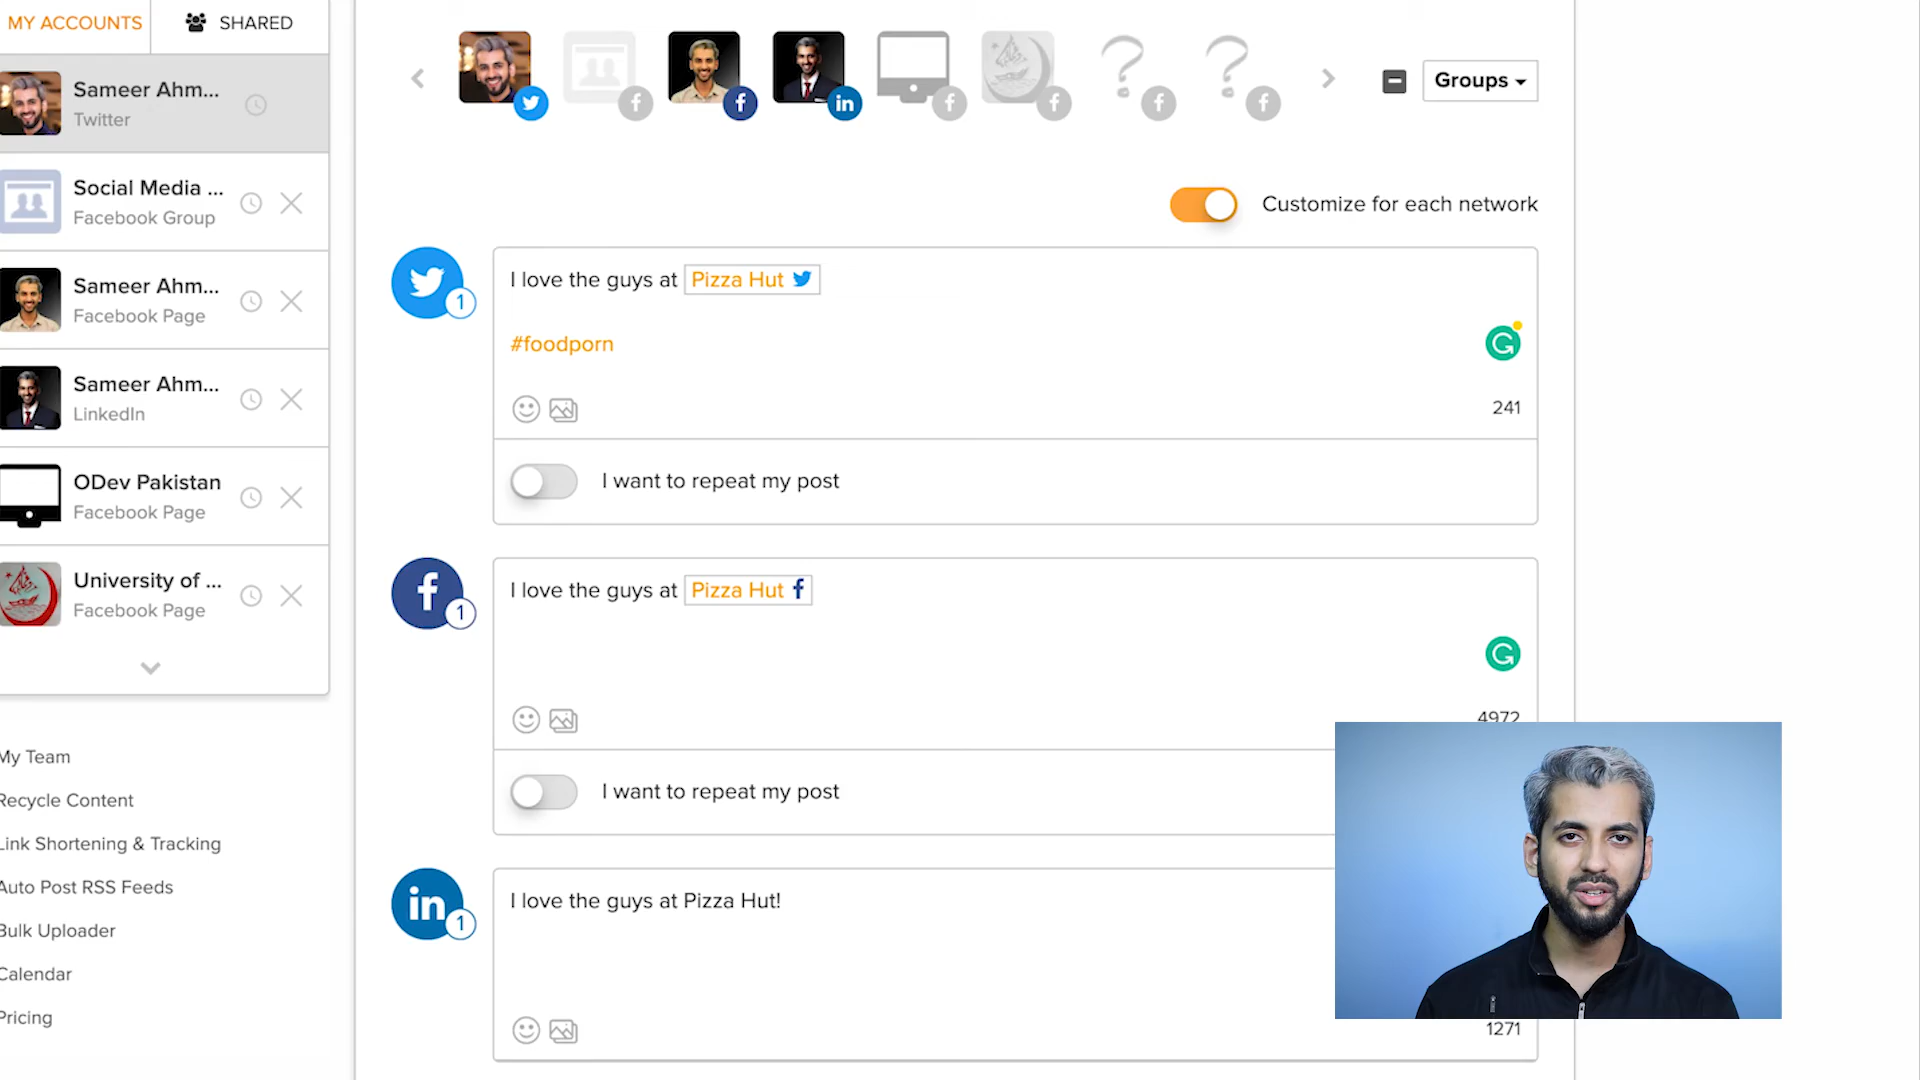 MY ACCOUNTS
SHARED
Sameer Ahm...
Twitter
Social Media ...
Facebook Group
Sameer Ahm...
Facebook Page
Sameer Ahm...
LinkedIn
ODev Pakistan
Facebook Page
University of ...
Facebook Page
My Team
Recycle Content
Link Shortening & Tracking
Auto Post RSS Feeds
Bulk Uploader
Calendar
Pricing
Groups
Customize for each network
1
I love the guys at Pizza Hut
#foodporn
241
I want to repeat my post
1
I love the guys at Pizza Hut
4972
I want to repeat my post
1
I love the guys at Pizza Hut!
1271